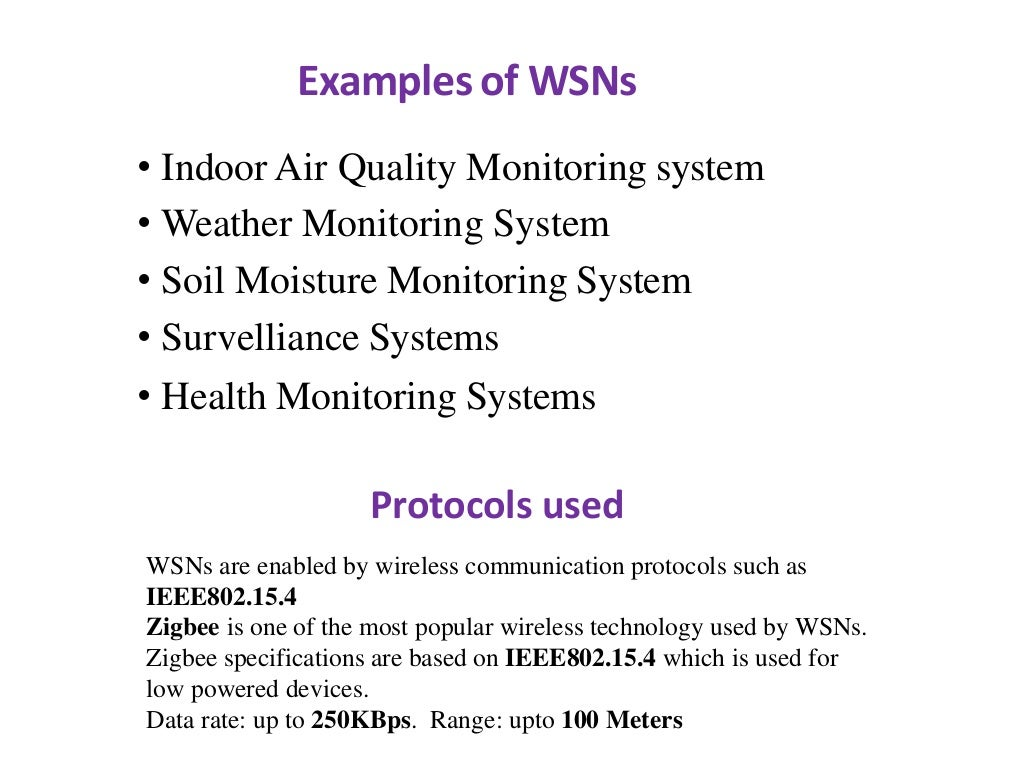 Examples of WSNs
• Indoor Air Quality Monitoring system
• Weather Monitoring System
• Soil Moisture Monitoring System
• Survelliance Systems
• Health Monitoring Systems
Protocols used
WSNs are enabled by wireless communication protocols such as
IEEE802.15.4
Zigbee is one of the most popular wireless technology used by WSNs.
Zigbee specifications are based on IEEE802.15.4 which is used for
low powered devices.
Data rate: up to 250KBps. Range: upto 100 Meters